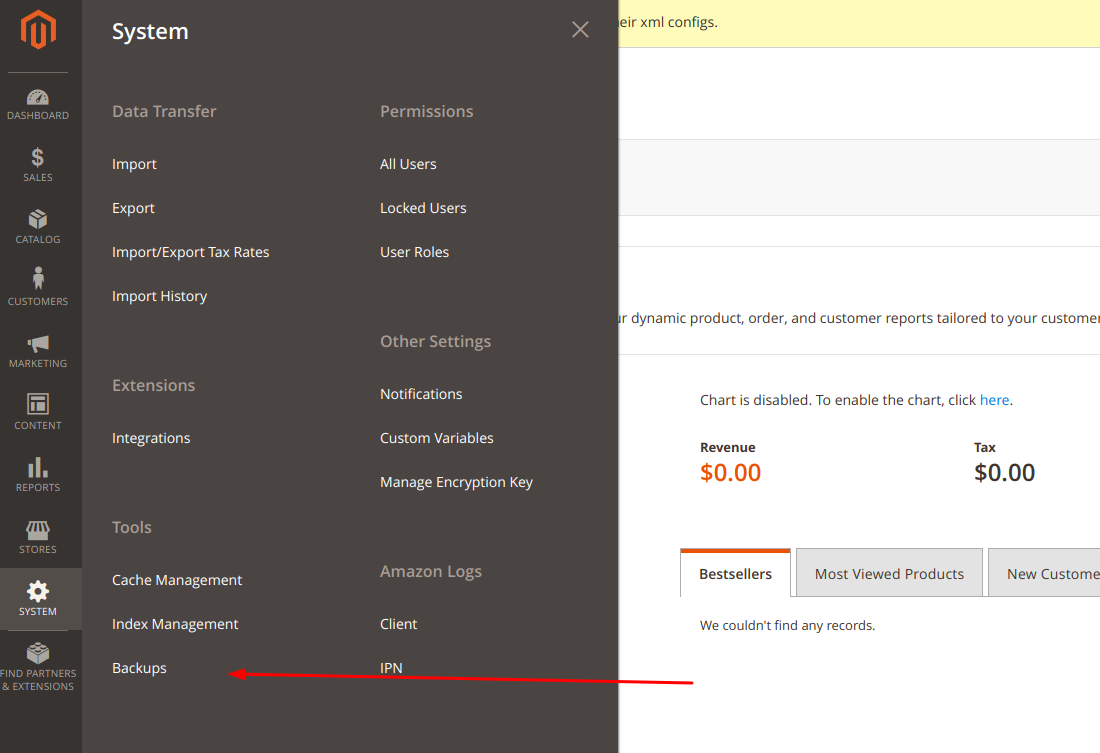 DASHBOARD
SALES
CATALOG
CUSTOMERS
MARKETING
CONTENT
REPORTS
STORES
SYSTEM
FIND PARTNERS
& EXTENSIONS
System
Data Transfer
Import
Export
Import/Export Tax Rates
Import History
Extensions
Integrations
Tools
Cache Management
Index Management
Backups
Permissions
All Users
Locked Users
User Roles
Other Settings
Notifications
Custom Variables
Manage Encryption Key
Amazon Logs
Client
IPN
xml configs.
dynamic product, order, and customer reports tailored to your
Chart is disabled. To enable the chart, click here.
Revenue Tax
$0.00 $0.00
Bestsellers Most Viewed Products New
We couldn't find any records.